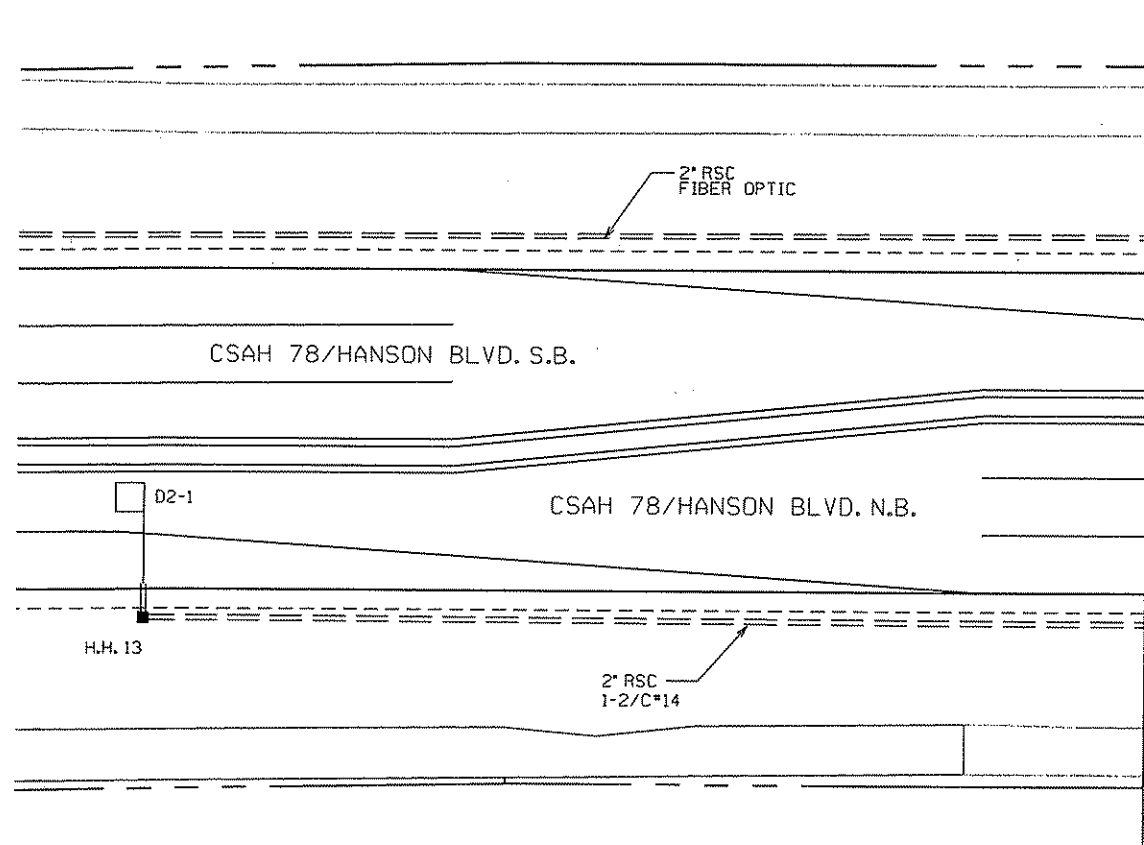 2" RSC
FIBER OPTIC
CSAH 78/HANSON BLVD. S.B.
D2-1
CSAH 78/HANSON BLVD. N.B.
H.H. 13
2" RSC
1-2/C#14